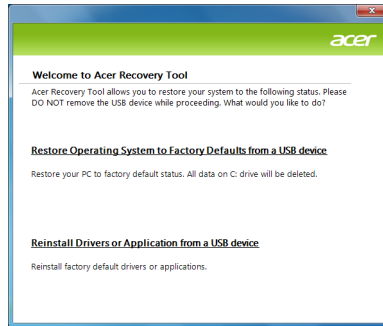 acer
Welcome to Acer Recovery Tool
Acer Recovery Tool allows you to restore your system to the following status. Please
DO NOT remove the USB device while proceeding. What would you like to do?
Restore Operating System to Factory Defaults from a USB device
Restore your PC to factory default status. All data on C: drive will be deleted.
Reinstall Drivers or Application from a USB device
Reinstall factory default drivers or applications.